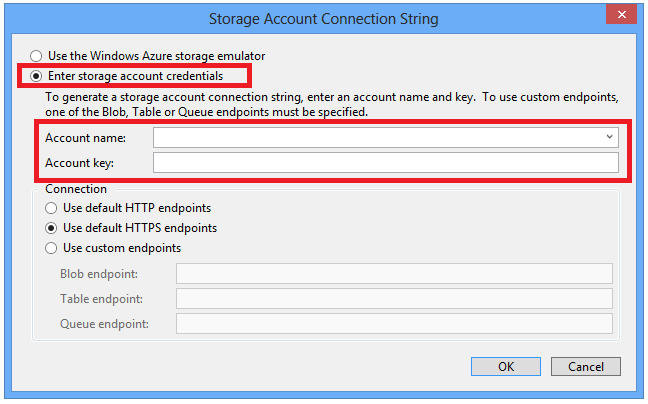 Storage Account Connection String
Use the Windows Azure storage emulator
Enter storage account credentials
To generate a storage account connection string, enter an account name and key.  To use custom endpoints,
one of the Blob, Table or Queue endpoints must be specified.
Account name:
Account key:
Connection
Use default HTTP endpoints
Use default HTTPS endpoints
Use custom endpoints
Blob endpoint:
Table endpoint:
Queue endpoint:
OK Cancel